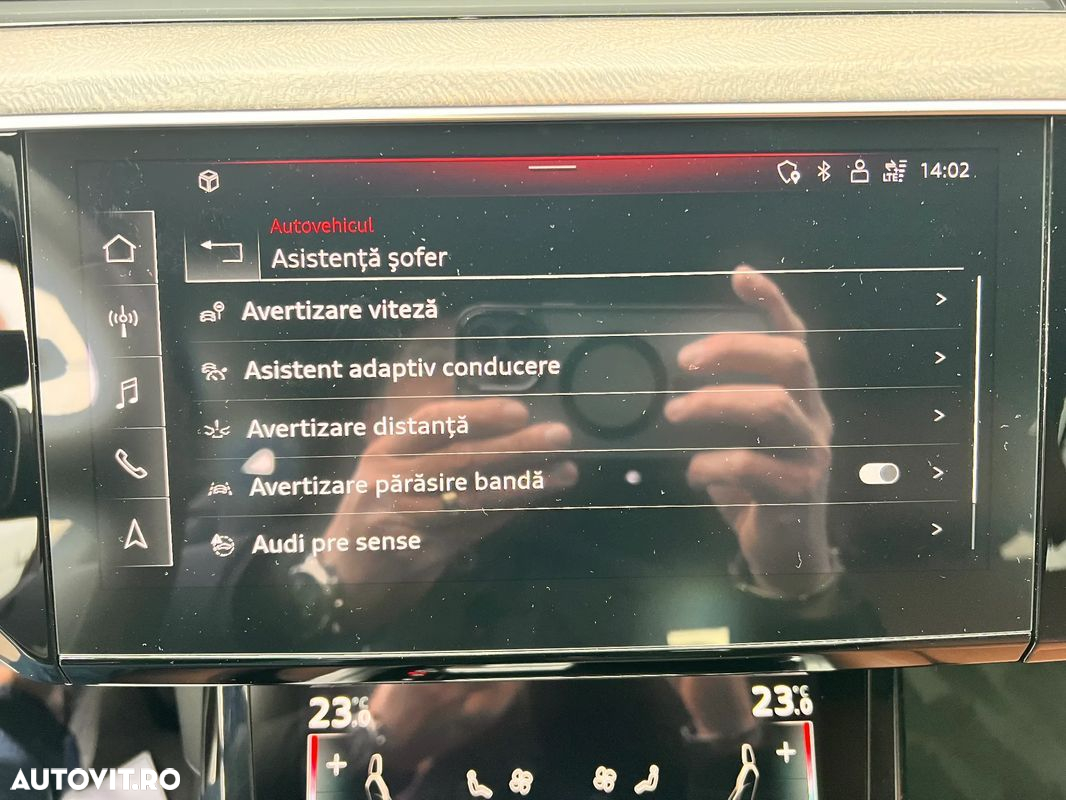 LTE
14:02
Autovehicul
Asistență șofer
Avertizare viteză
Asistent adaptiv conducere
Avertizare distanță
Avertizare părăsire bandă
Audi pre sense
23.0 °C
23.0 °C
AUTOVIT.RO